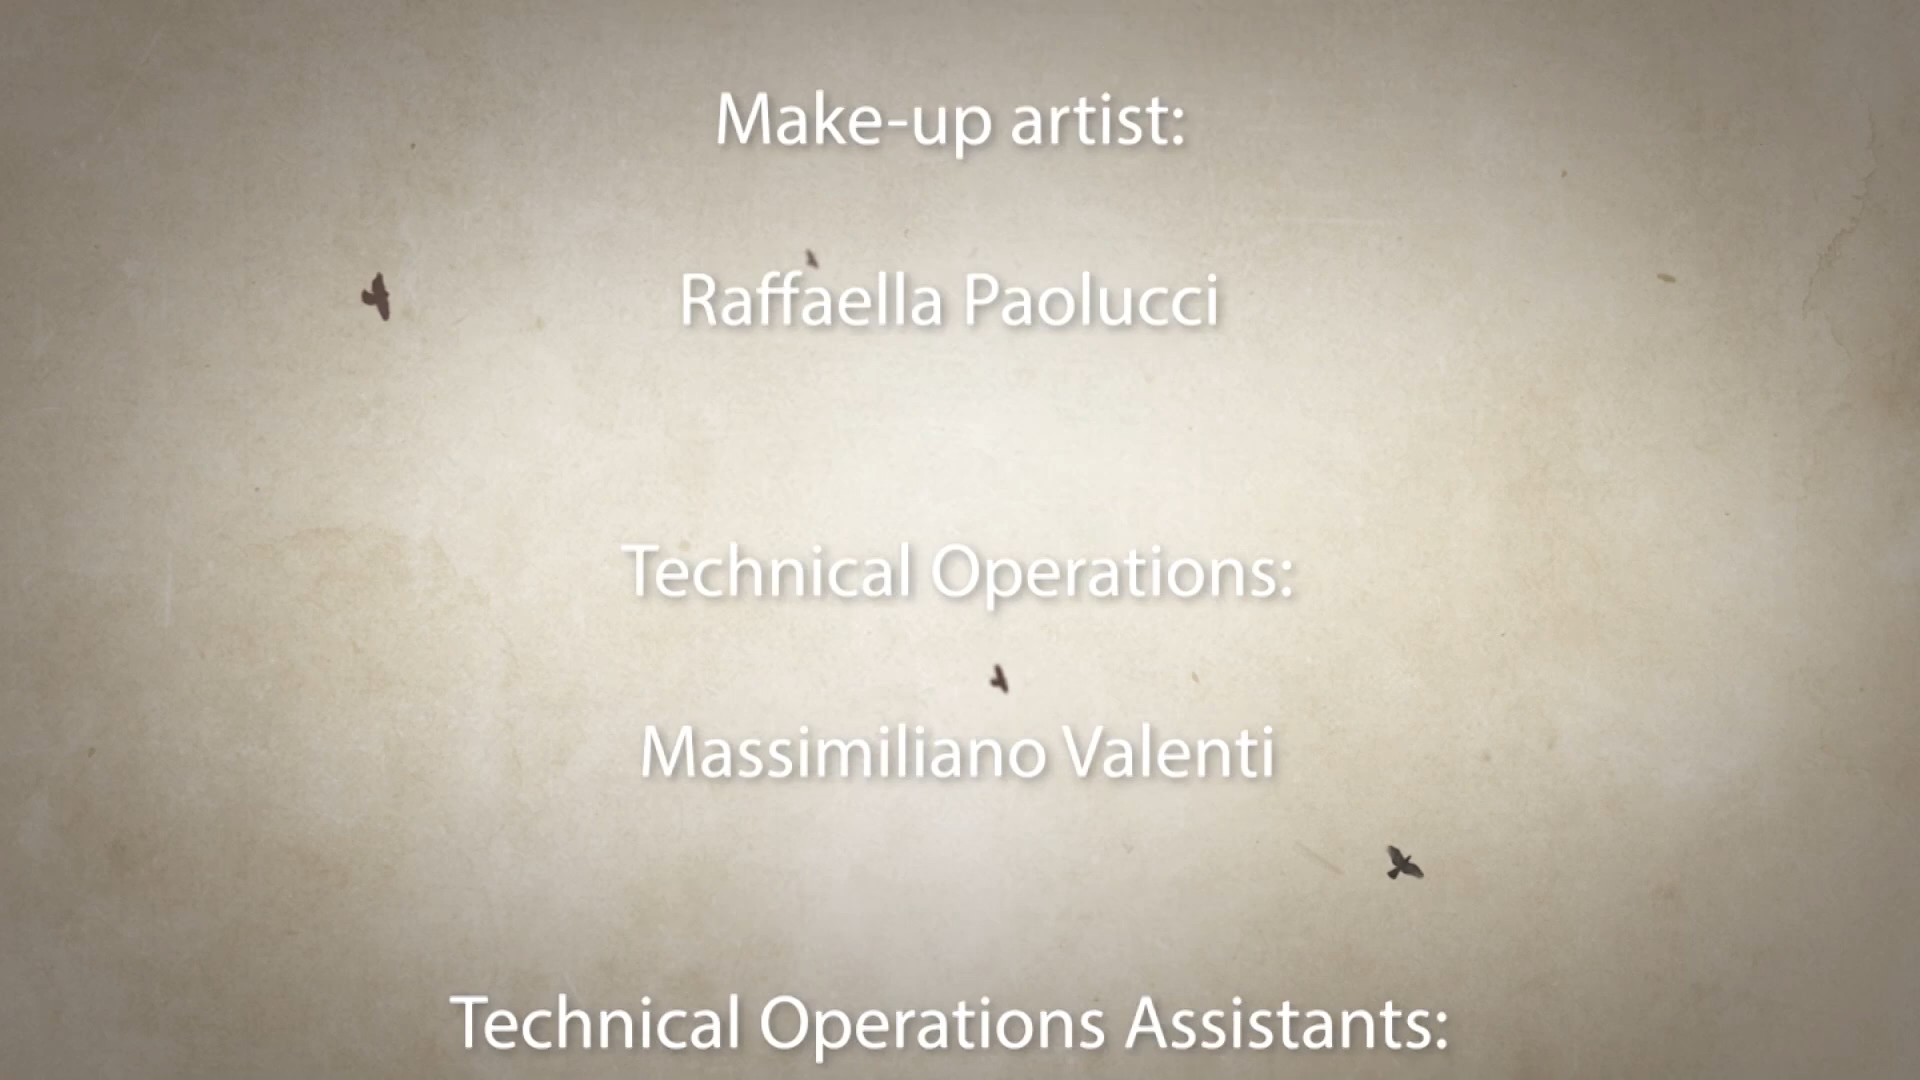 Make-up artist:
Raffaella Paolucci
Technical Operations:
Massimiliano Valenti
Technical Operations Assistants: